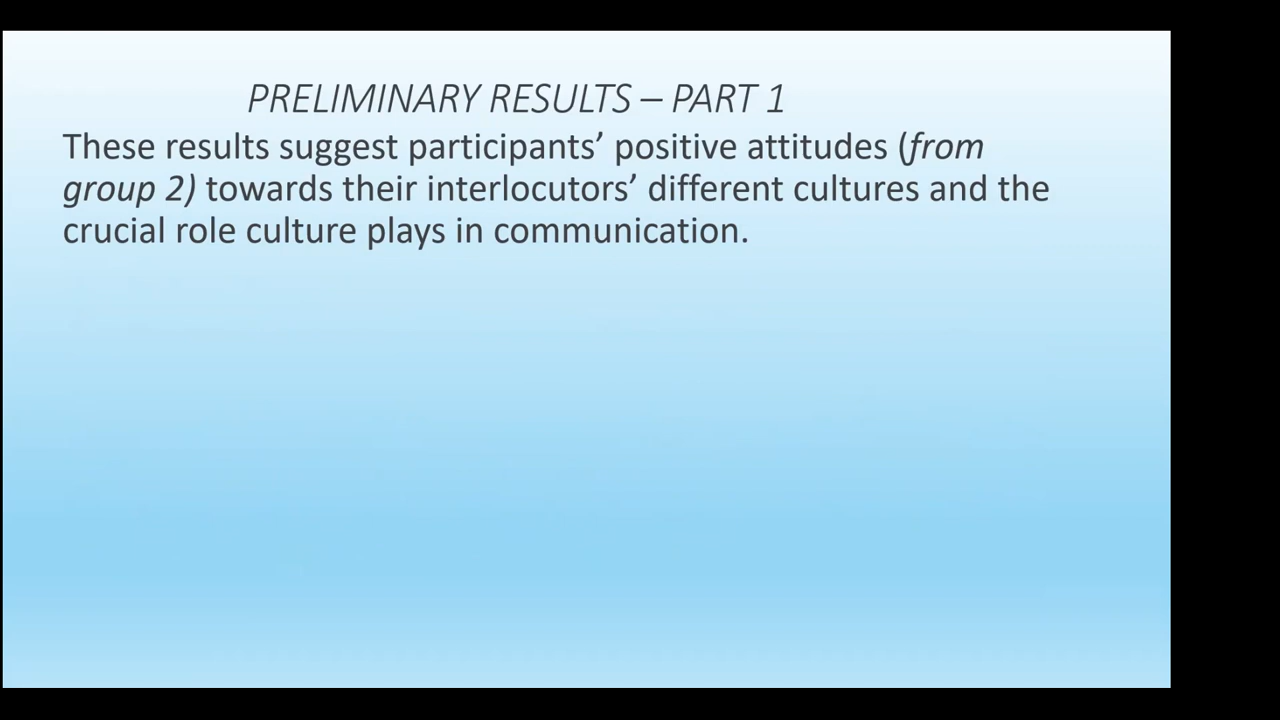 PRELIMINARY RESULTS – PART 1
These results suggest participants’ positive attitudes (from
group 2) towards their interlocutors’ different cultures and the
crucial role culture plays in communication.